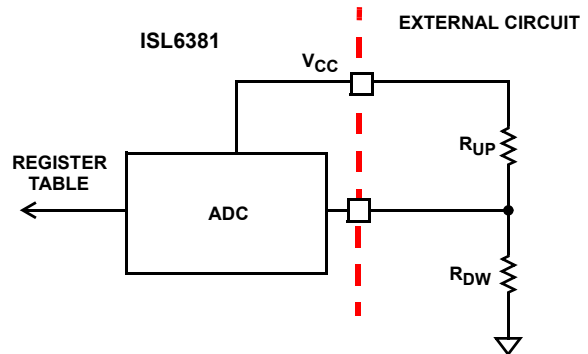 EXTERNAL CIRCUIT
ISL6381
VCC
RUP
REGISTER
TABLE
ADC
RDW